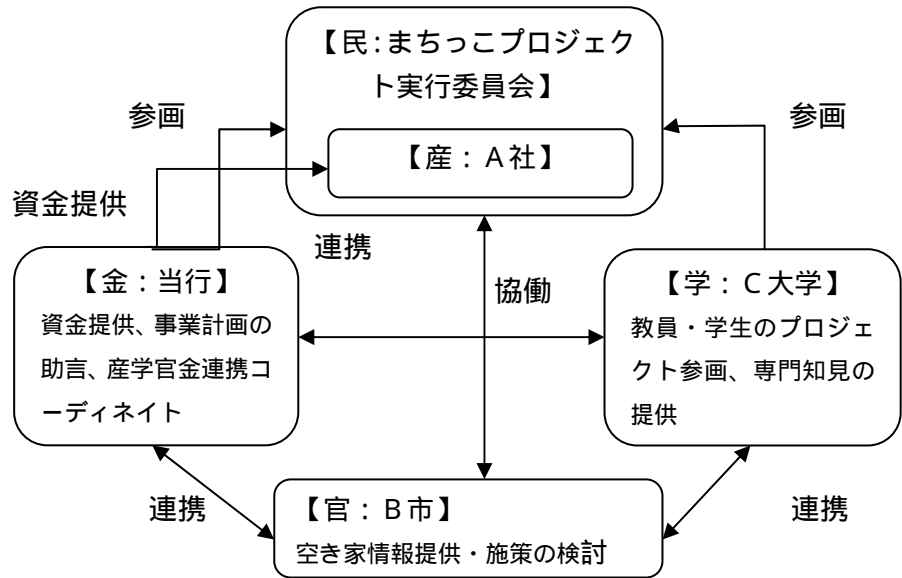 【民:まちっこプロジェク
ト実行委員会】
参画
参画
【産：A社】
資金提供
連携
【金：当行】
資金提供、事業計画の
助言、産学官金連携コ
ーディネイト
協働
【学：C大学】
教員・学生のプロジェ
クト参画、専門知見の
提供
連携
【官：B市】
空き家情報提供・施策の検討
連携